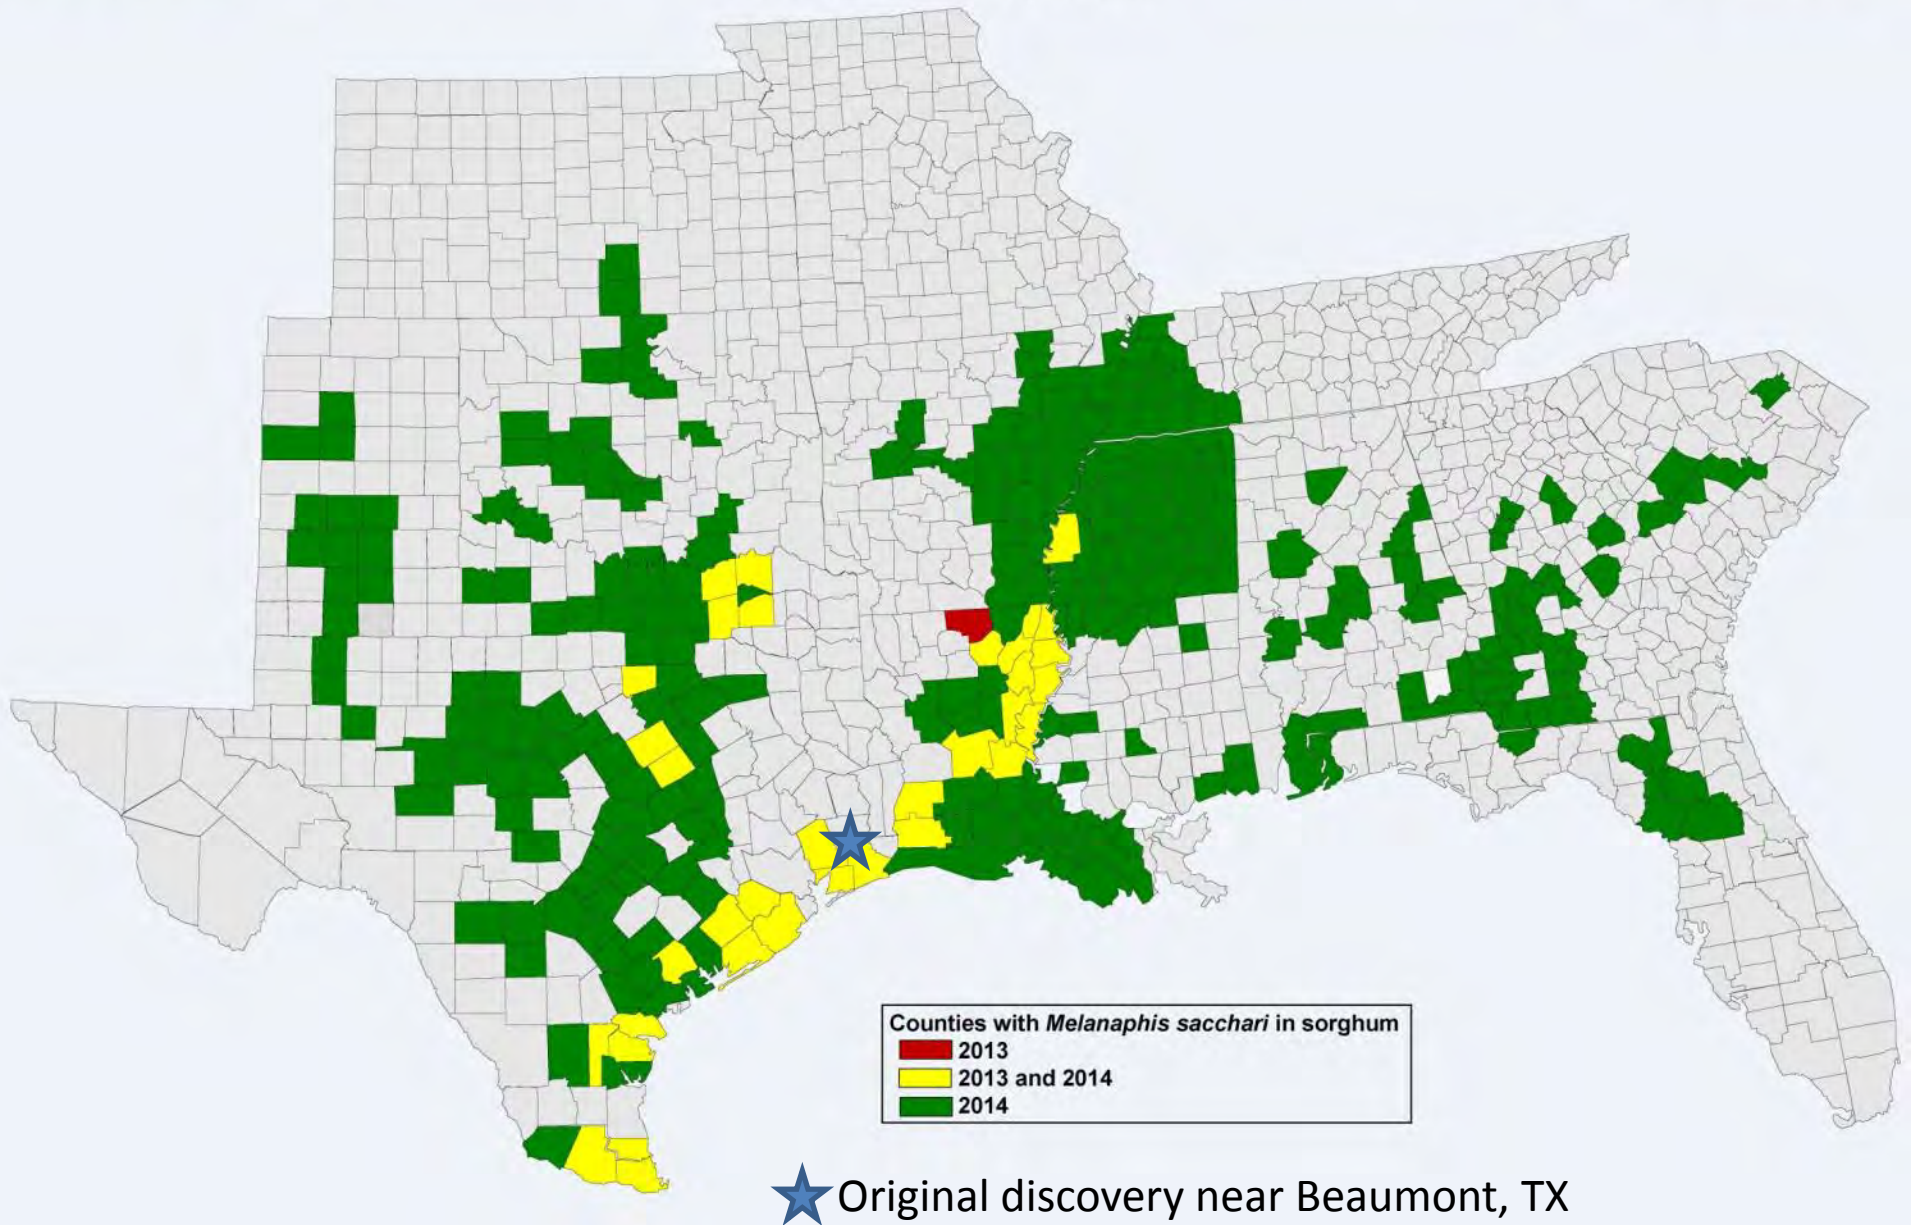 Counties with Melanaphis sacchari in sorghum
2013
2013 and 2014
2014
Original discovery near Beaumont, TX